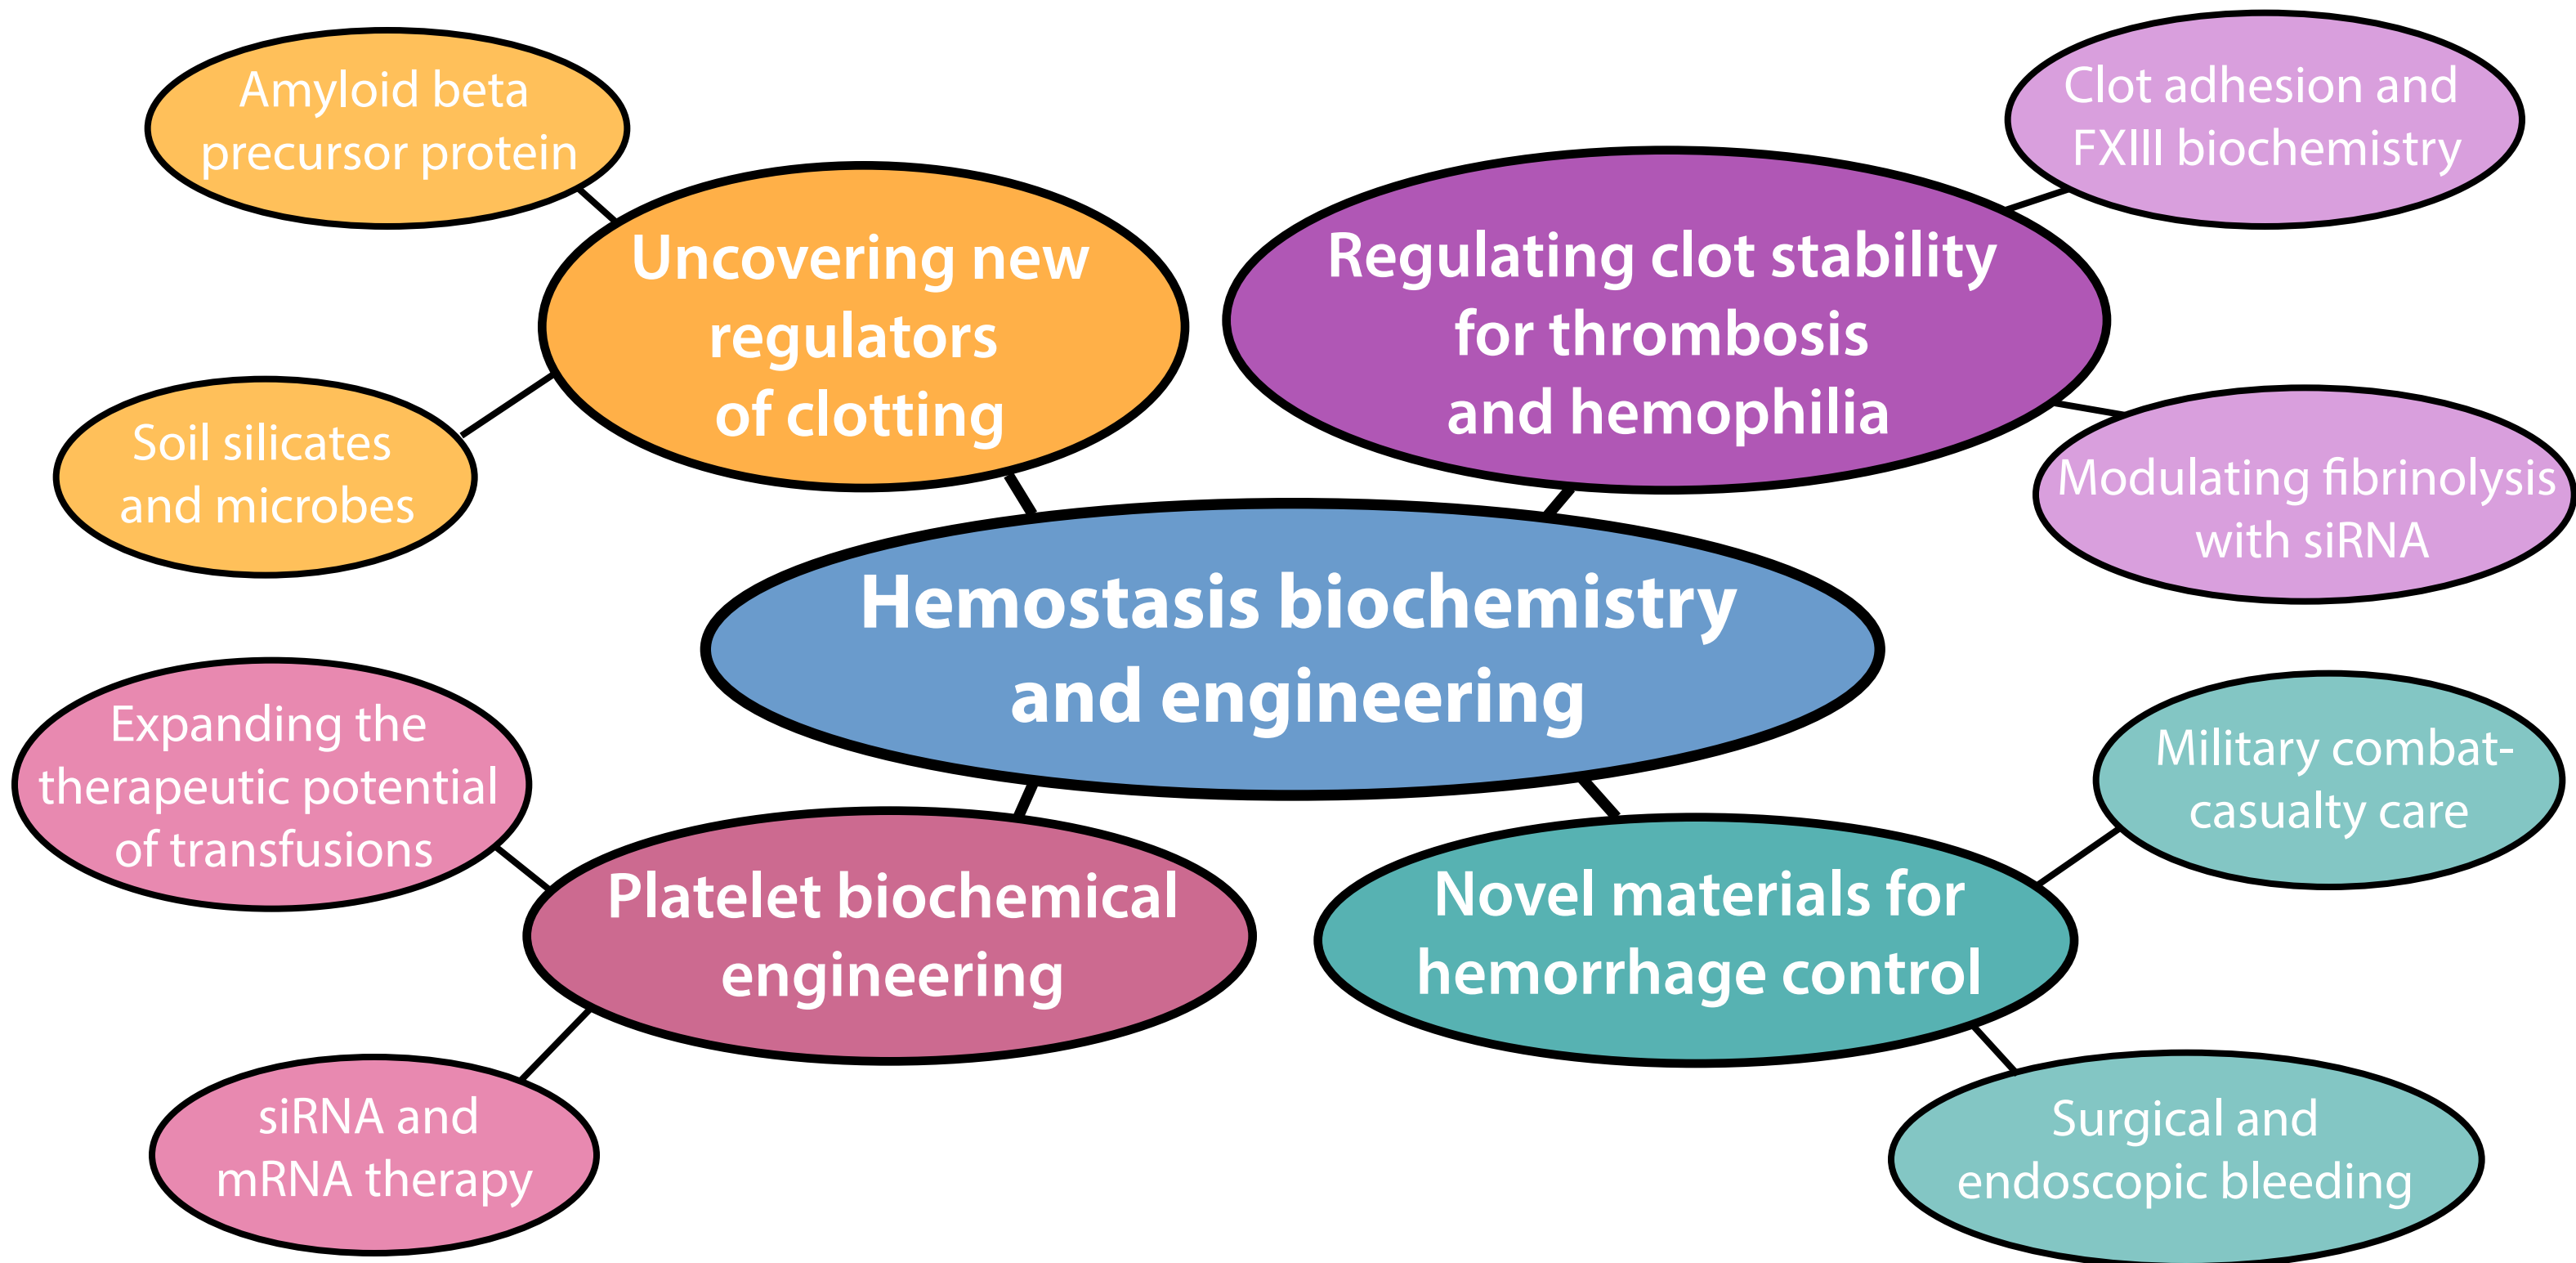 Amyloid beta
precursor protein
Clot adhesion and
FXIII biochemistry
Uncovering new
regulators
of clotting
Regulating clot stability
for thrombosis
and hemophilia
Soil silicates
and microbes
Modulating fibrinolysis
with siRNA
Hemostasis biochemistry
and engineering
Expanding the
therapeutic potential
of transfusions
Military combat-
casualty care
Platelet biochemical
engineering
Novel materials for
hemorrhage control
siRNA and
mRNA therapy
Surgical and
endoscopic bleeding